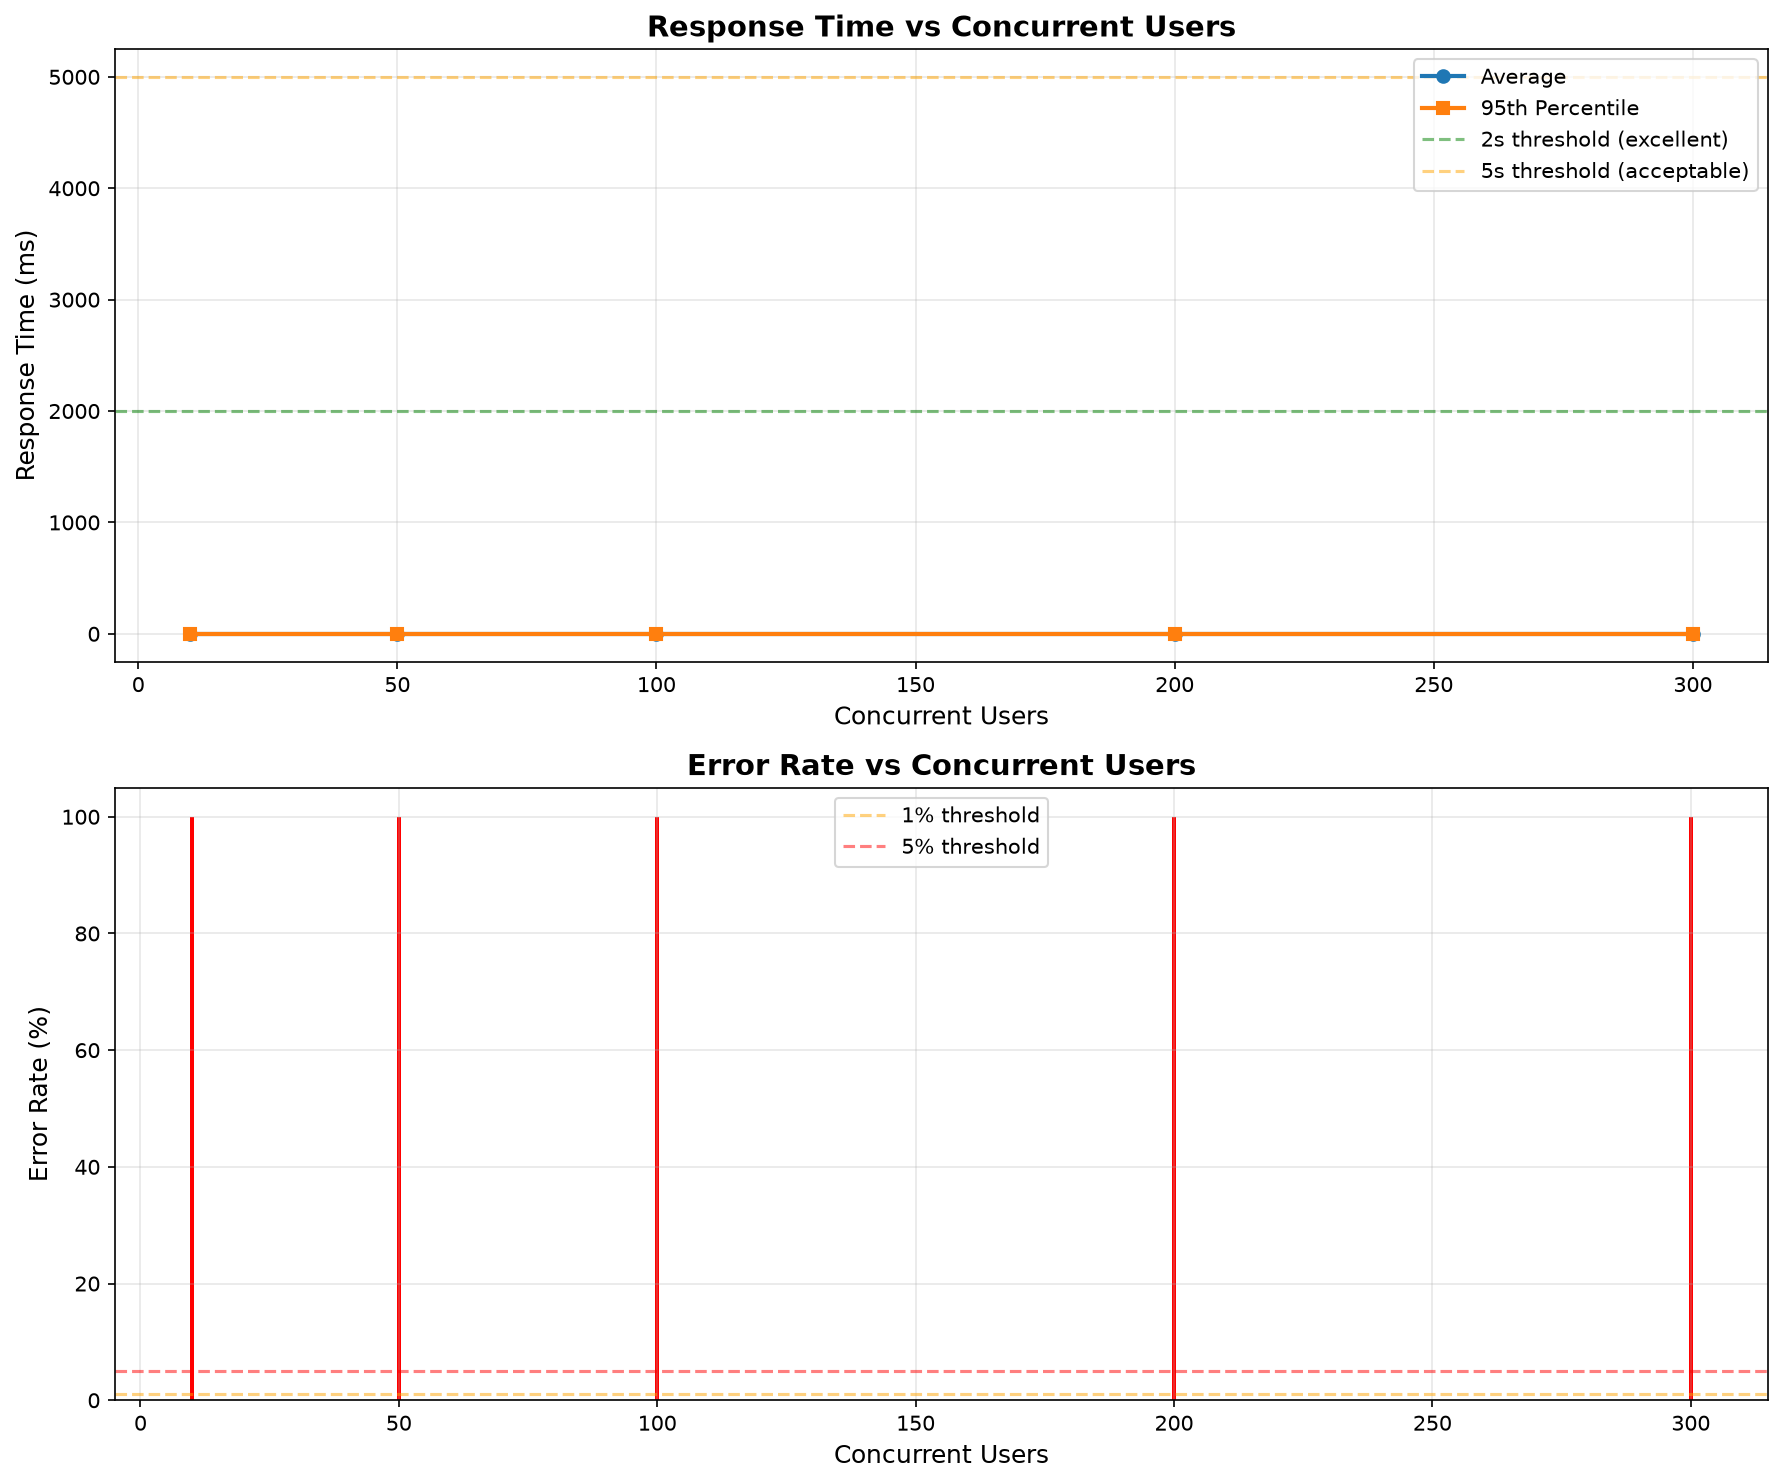 Response Time vs Concurrent Users
Average
95th Percentile
2s threshold (excellent)
5s threshold (acceptable)
Response Time (ms)
5000
4000
3000
2000
1000
0
0 50 100 150 200 250 300
Concurrent Users
Error Rate vs Concurrent Users
1% threshold
5% threshold
Error Rate (%)
100
80
60
40
20
0
0 50 100 150 200 250 300
Concurrent Users